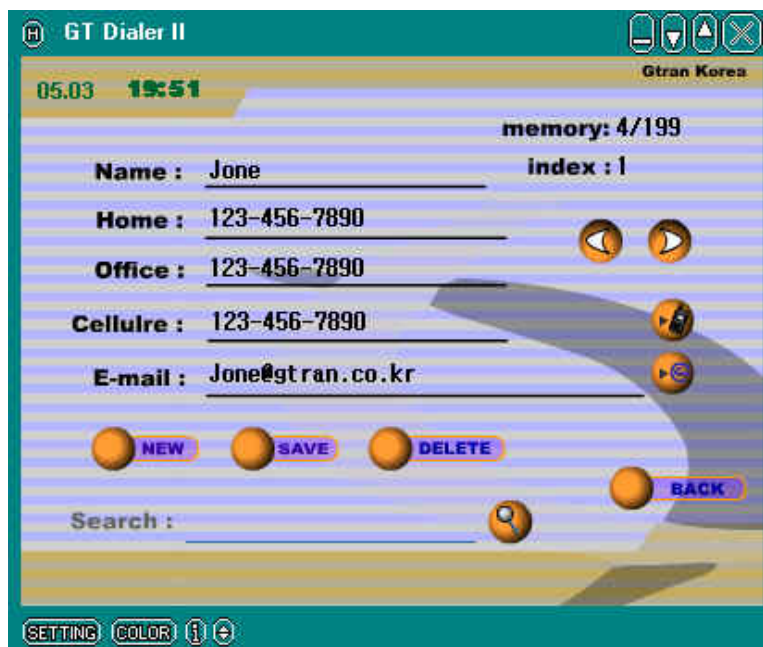 GT Dialer II
Gtran Korea
05.03 19:51
memory: 4/199
Name : Jone
index : 1
Home : 123-456-7890
Office : 123-456-7890
Cellulre : 123-456-7890
E-mail : Jone@gtran.co.kr
NEW SAVE DELETE
BACK
Search :
SETTING COLOR i